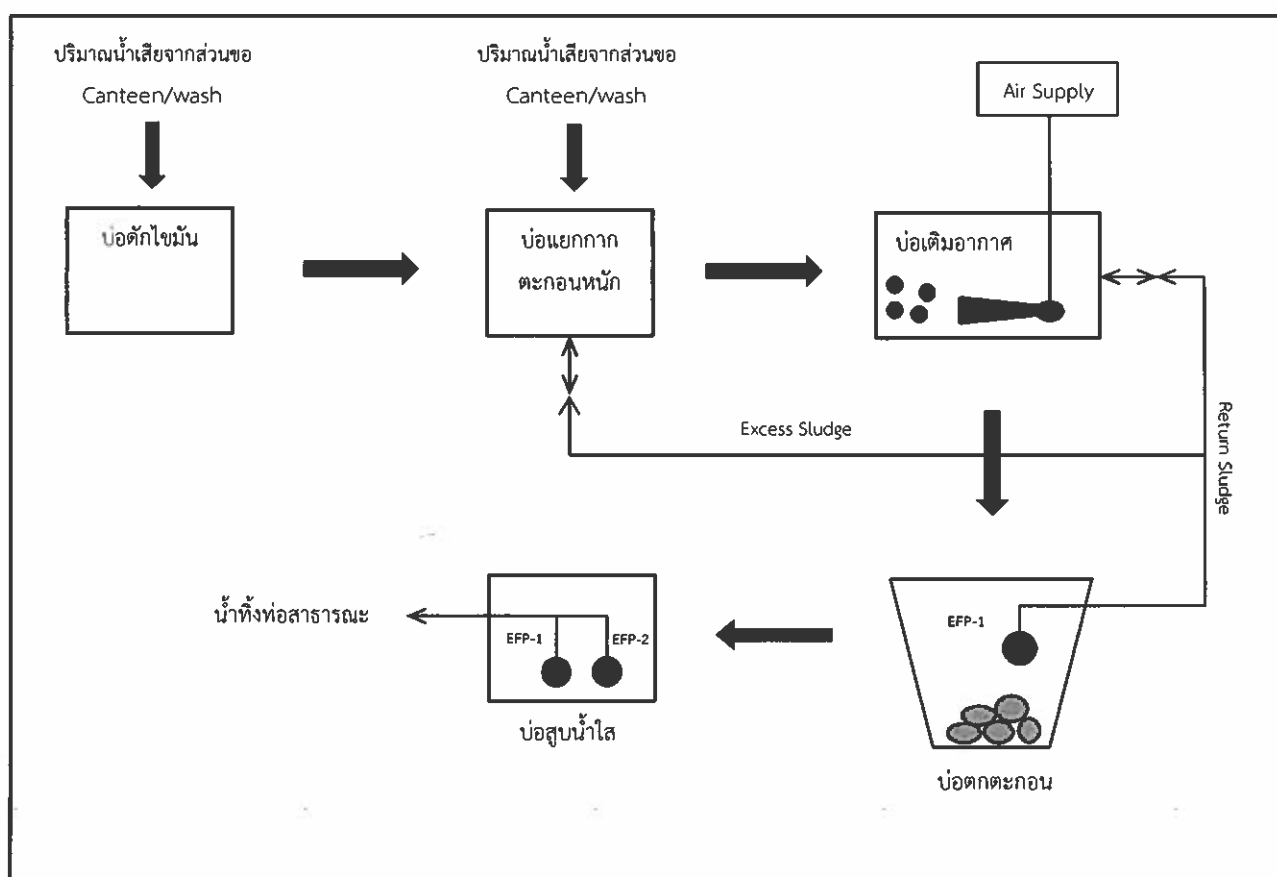 ปริมาณน้ำเสียจากส่วนขอ
Canteen/wash
ปริมาณน้ำเสียจากส่วนขอ
Canteen/wash
Air Supply
บ่อดักไขมัน
บ่อแยกกาก
ตะกอนหนัก
บ่อเติมอากาศ
Excess Sludge
Return Sludge
น้ำทิ้งท่อสาธารณะ
EFP-1
EFP-2
บ่อสูบน้ำใส
EFP-1
บ่อตกตะกอน